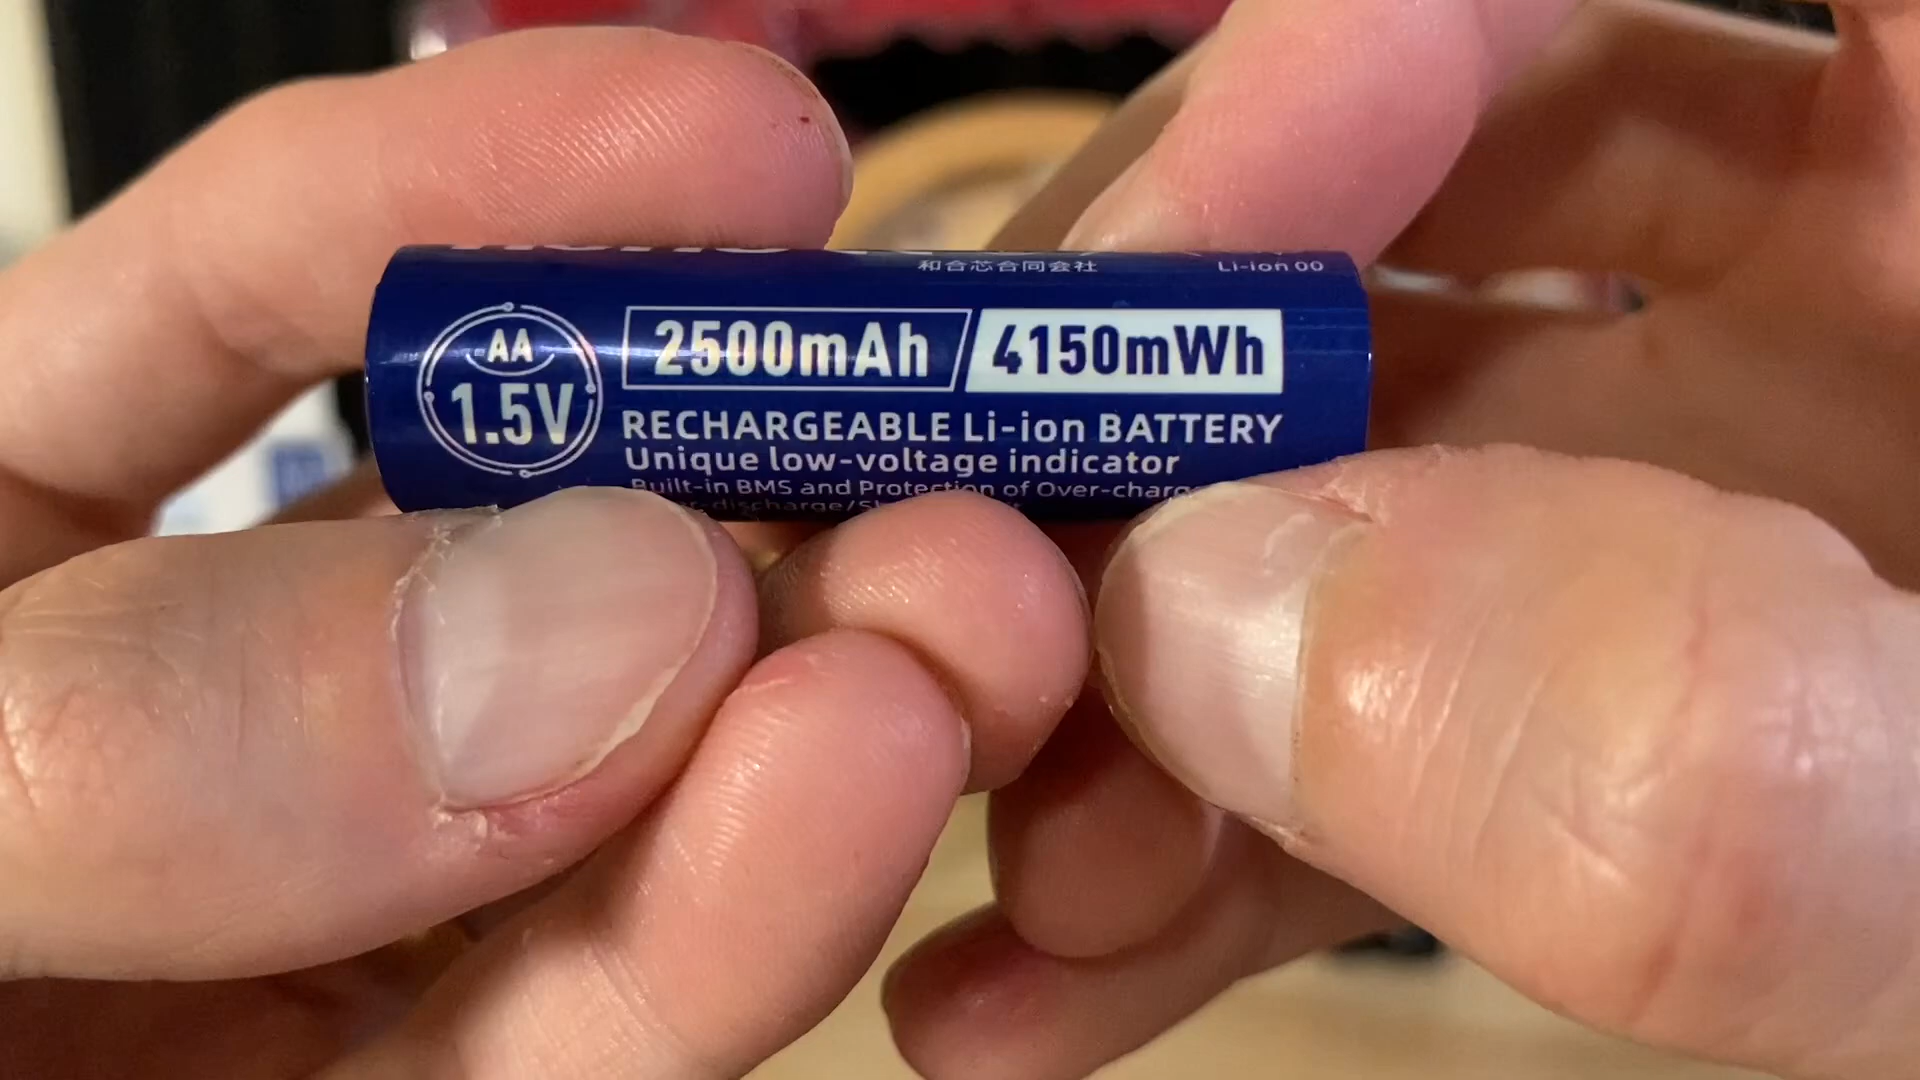 和合芯合同会社
Li-ion 00
AA
1.5V
2500mAh
4150mWh
RECHARGEABLE Li-ion BATTERY
Unique low-voltage indicator
Built-in BMS and Protection of Over-charge
discharge/